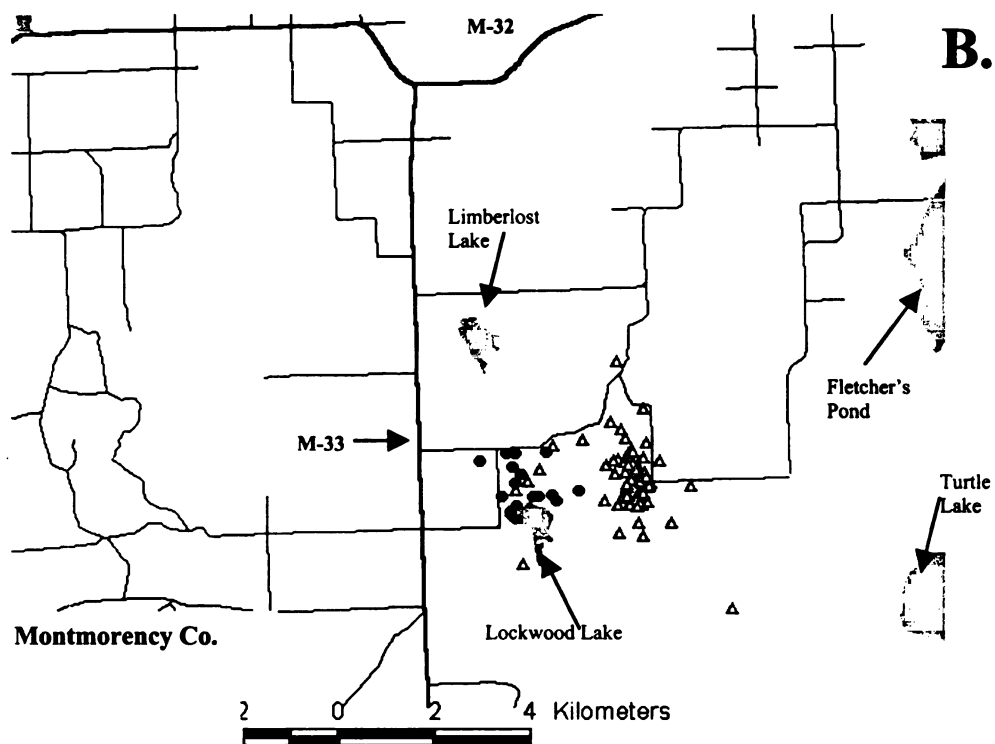 M-32
B.
Limberlost
Lake
Fletcher's
Pond
M-33
Turtle
Lake
Montmorency Co.
Lockwood Lake
2 0 2 4 Kilometers